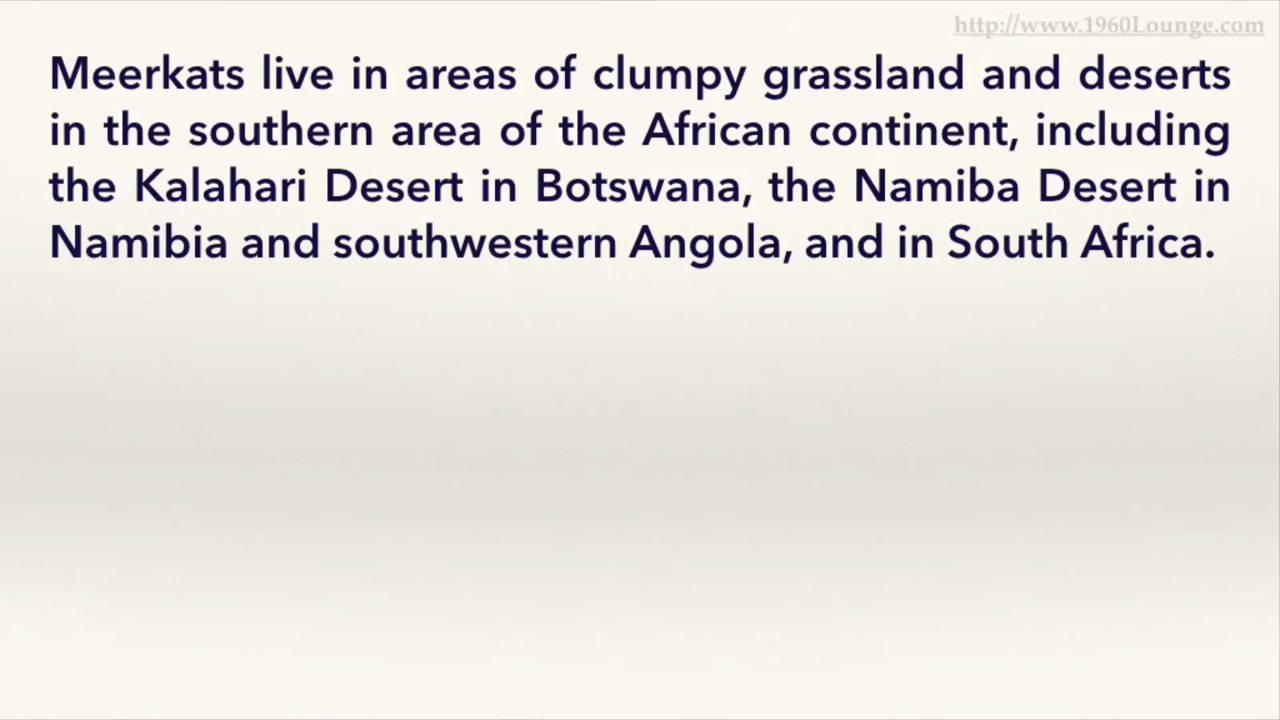 http://www.1960Lounge.com
Meerkats live in areas of clumpy grassland and deserts
in the southern area of the African continent, including
the Kalahari Desert in Botswana, the Namiba Desert in
Namibia and southwestern Angola, and in South Africa.